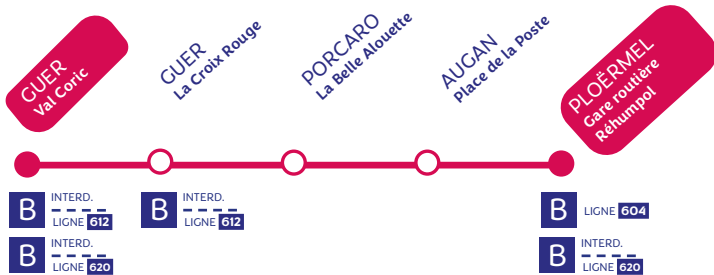 GUER
Val Coric
GUER
La Croix Rouge
PORCARO
La Belle Alouette
AUGAN
Place de la Poste
PLOËRMEL
Gare routière
Réhumpol
B INTERD.
LIGNE 612
B INTERD.
LIGNE 620
B INTERD.
LIGNE 612
B LIGNE 604
B INTERD.
LIGNE 620